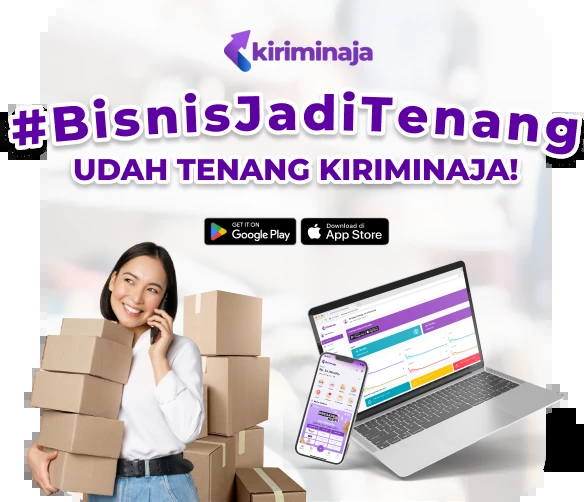 kiriminaja
#BisnisJadiTenang
UDAH TENANG KIRIMINAJA!
GET IT ON
Google Play
Download di
App Store